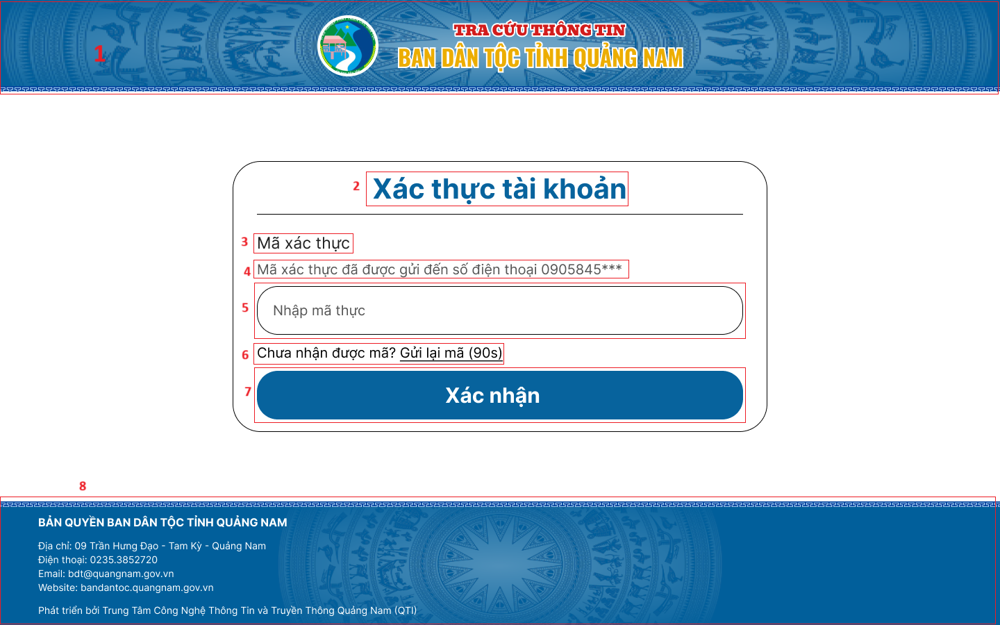 1
TRA CỨU THÔNG TIN
BAN DÂN TỘC TỈNH QUẢNG NAM
2 Xác thực tài khoản
3 Mã xác thực
4 Mã xác thực đã được gửi đến số điện thoại 0905845***
5 Nhập mã thực
6 Chưa nhận được mã? Gửi lại mã (90s)
7 Xác nhận
8
BẢN QUYỀN BAN DÂN TỘC TỈNH QUẢNG NAM
Địa chỉ: 09 Trần Hưng Đạo - Tam Kỳ - Quảng Nam
Điện thoại: 0235.3852720
Email: bdt@quangnam.gov.vn
Website: bandantoc.quangnam.gov.vn
Phát triển bởi Trung Tâm Công Nghệ Thông Tin và Truyền Thông Quảng Nam (QTI)